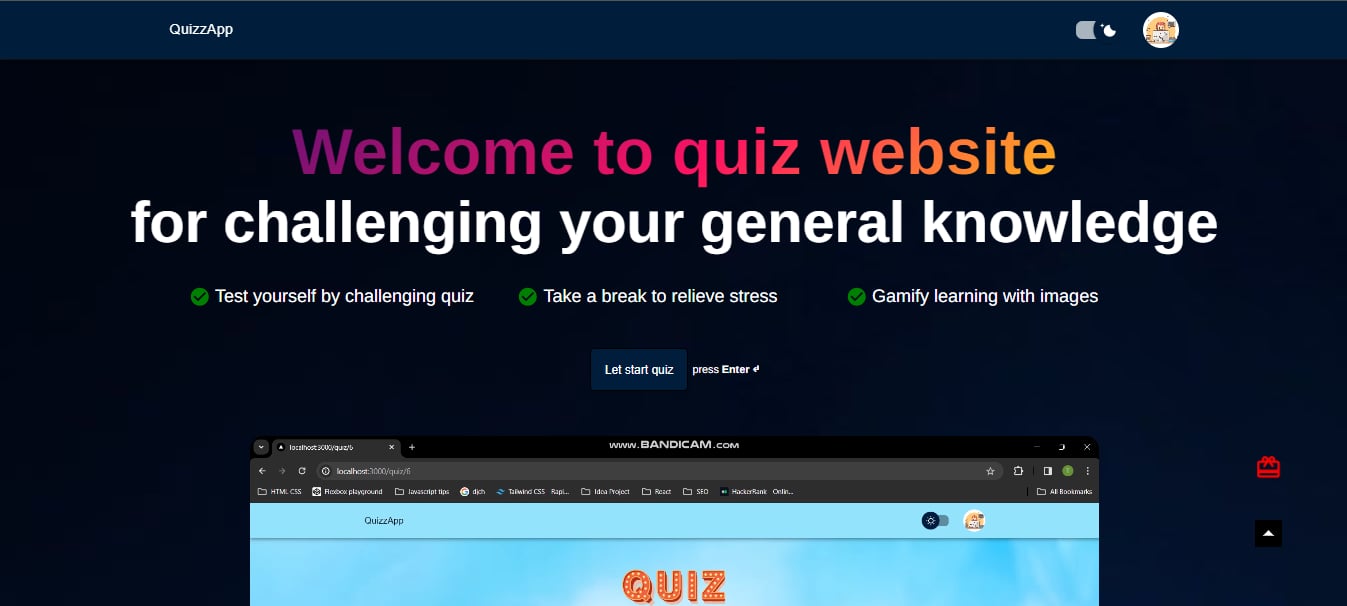 QuizzApp
Welcome to quiz website
for challenging your general knowledge
Test yourself by challenging quiz
Take a break to relieve stress
Gamify learning with images
Let start quiz
press Enter ↵
www.BANDICAM.com
localhost:3000/quiz/6
localhost:3000/quiz/6
HTML CSS
Flexbox playground
Javascript tips
djch
Tailwind CSS Rapi...
Idea Project
React
SEO
HackerRank Onlin...
All Bookmarks
QuizzApp
QUIZ